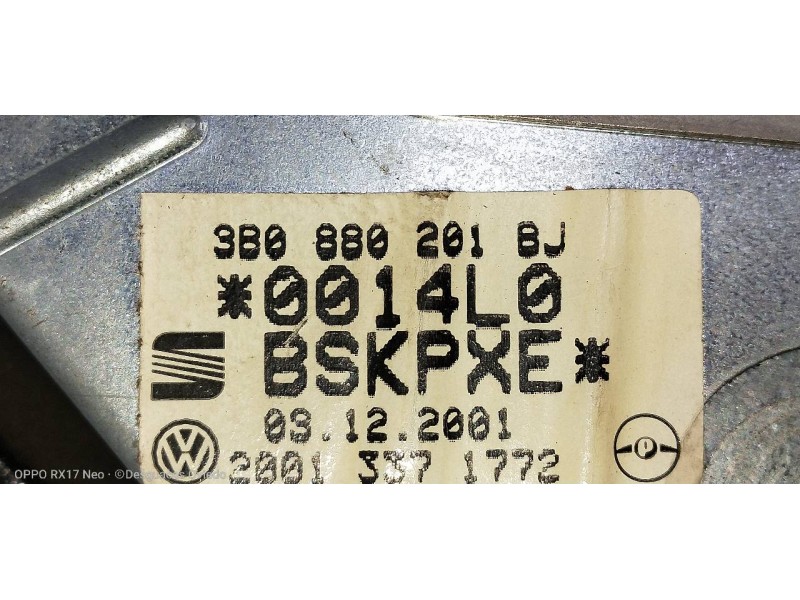 3B0 880 201 BJ
*0014L0
BSKPXE*
09.12.2001
2001 337 1772
OPPO RX17 Neo · ©